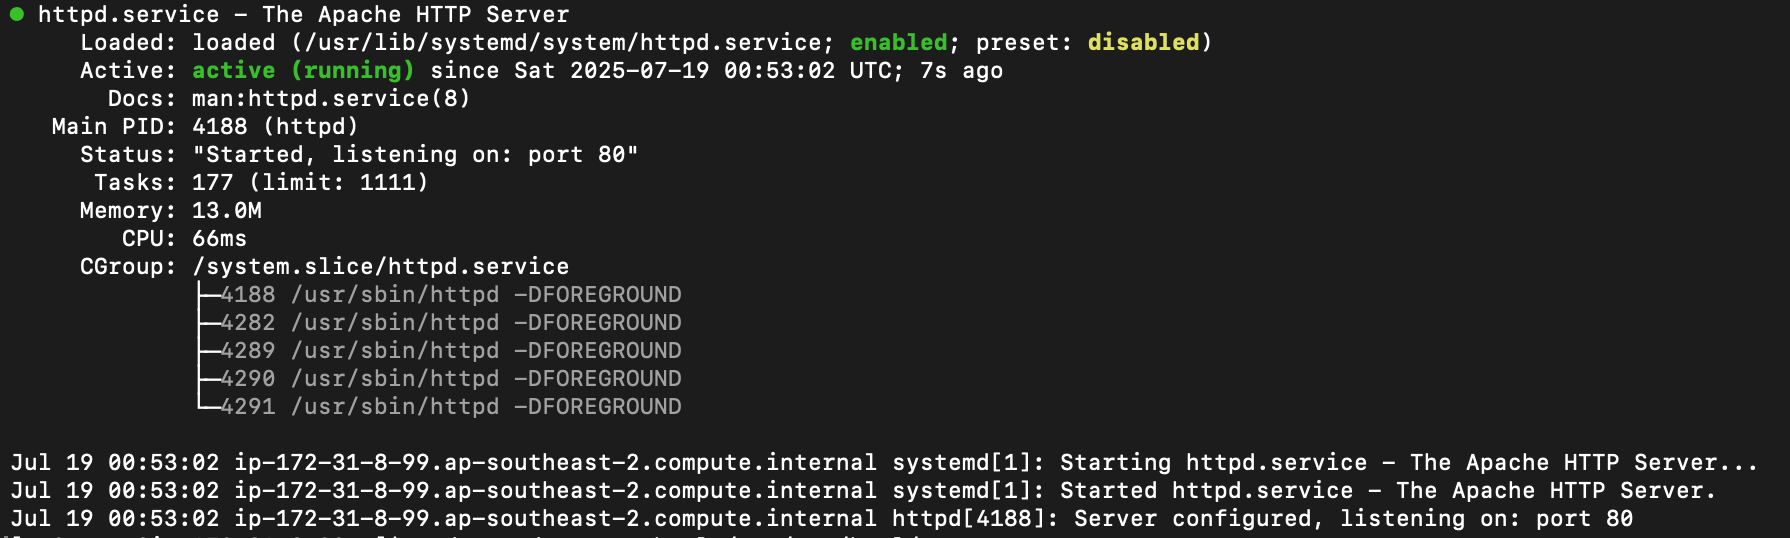 ● httpd.service - The Apache HTTP Server
     Loaded: loaded (/usr/lib/systemd/system/httpd.service; enabled; preset: disabled)
     Active: active (running) since Sat 2025-07-19 00:53:02 UTC; 7s ago
       Docs: man:httpd.service(8)
   Main PID: 4188 (httpd)
     Status: "Started, listening on: port 80"
      Tasks: 177 (limit: 1111)
     Memory: 13.0M
        CPU: 66ms
     CGroup: /system.slice/httpd.service
             ├─4188 /usr/sbin/httpd -DFOREGROUND
             ├─4282 /usr/sbin/httpd -DFOREGROUND
             ├─4289 /usr/sbin/httpd -DFOREGROUND
             ├─4290 /usr/sbin/httpd -DFOREGROUND
             └─4291 /usr/sbin/httpd -DFOREGROUND
Jul 19 00:53:02 ip-172-31-8-99.ap-southeast-2.compute.internal systemd[1]: Starting httpd.service - The Apache HTTP Server...
Jul 19 00:53:02 ip-172-31-8-99.ap-southeast-2.compute.internal systemd[1]: Started httpd.service - The Apache HTTP Server.
Jul 19 00:53:02 ip-172-31-8-99.ap-southeast-2.compute.internal httpd[4188]: Server configured, listening on: port 80